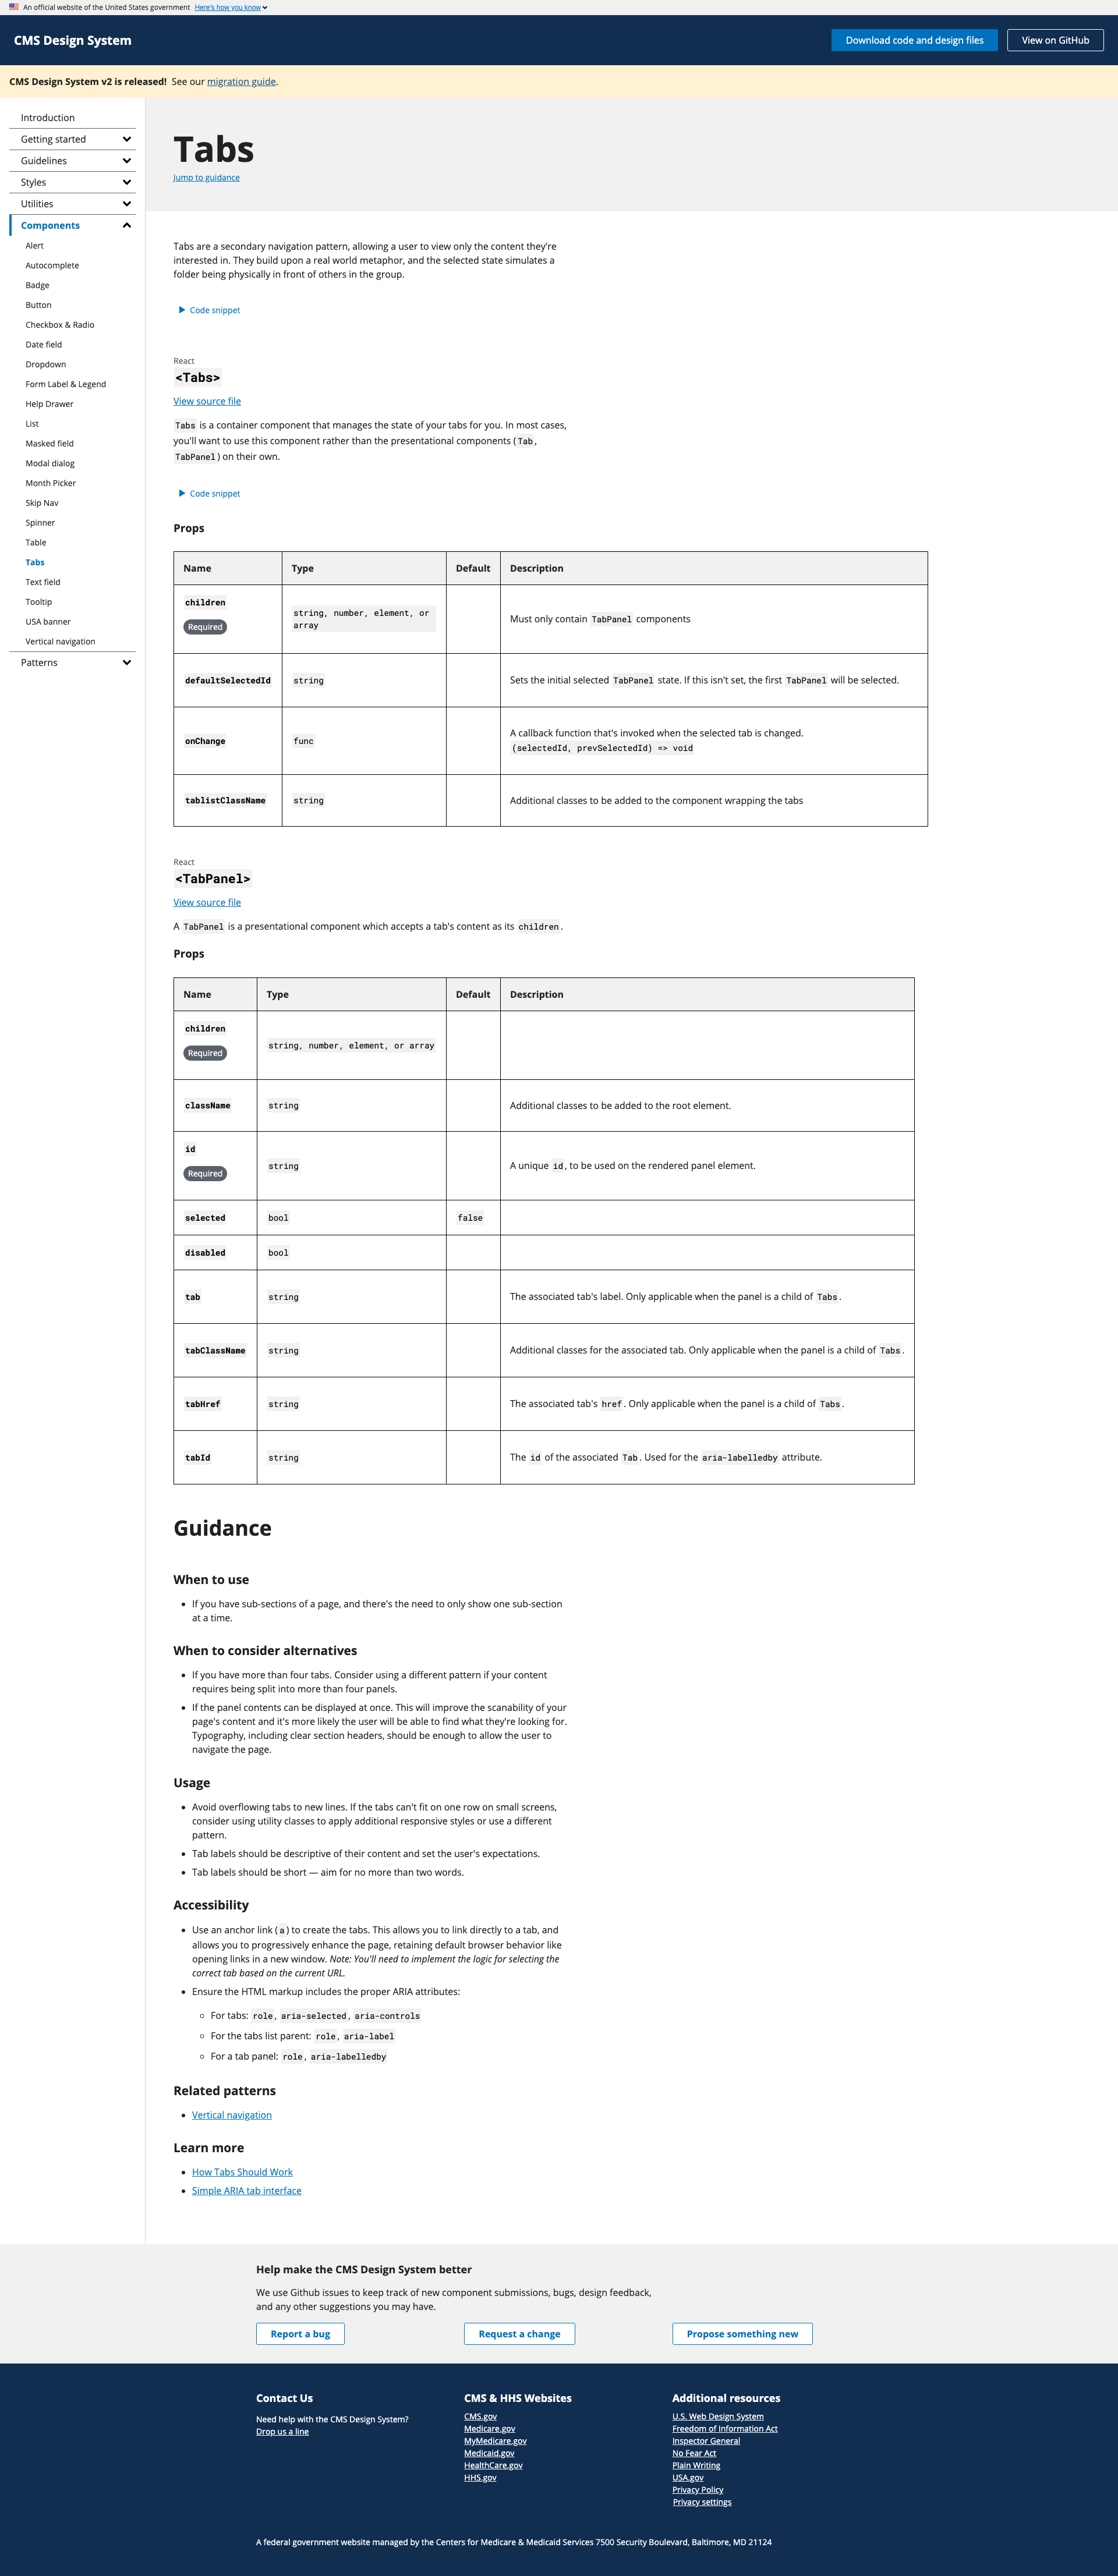 An official website of the United States government Here's how you know
CMS Design System
Download code and design files
View on GitHub
CMS Design System v2 is released! See our migration guide.
Introduction
Getting started
Guidelines
Styles
Utilities
Components
Alert
Autocomplete
Badge
Button
Checkbox & Radio
Date field
Dropdown
Form Label & Legend
Help Drawer
List
Masked field
Modal dialog
Month Picker
Skip Nav
Spinner
Table
Tabs
Text field
Tooltip
USA banner
Vertical navigation
Patterns
Tabs
Jump to guidance
Tabs are a secondary navigation pattern, allowing a user to view only the content they're
interested in. They build upon a real world metaphor, and the selected state simulates a
folder being physically in front of others in the group.
Code snippet
React
<Tabs>
View source file
Tabs is a container component that manages the state of your tabs for you. In most cases,
you'll want to use this component rather than the presentational components (Tab,
TabPanel) on their own.
Code snippet
Props
Name Type Default Description
children
Required
string, number, element, or
array
Must only contain TabPanel components
defaultSelectedId string Sets the initial selected TabPanel state. If this isn't set, the first TabPanel will be selected.
onChange func
A callback function that's invoked when the selected tab is changed.
(selectedId, prevSelectedId) => void
tablistClassName string Additional classes to be added to the component wrapping the tabs
React
<TabPanel>
View source file
A TabPanel is a presentational component which accepts a tab's content as its children.
Props
Name Type Default Description
children
Required
string, number, element, or array
className string Additional classes to be added to the root element.
id
Required
string A unique id, to be used on the rendered panel element.
selected bool false
disabled bool
tab string The associated tab's label. Only applicable when the panel is a child of Tabs.
tabClassName string Additional classes for the associated tab. Only applicable when the panel is a child of Tabs.
tabHref string The associated tab's href. Only applicable when the panel is a child of Tabs.
tabId string The id of the associated Tab. Used for the aria-labelledby attribute.
Guidance
When to use
• If you have sub-sections of a page, and there's the need to only show one sub-section
at a time.
When to consider alternatives
• If you have more than four tabs. Consider using a different pattern if your content
requires being split into more than four panels.
• If the panel contents can be displayed at once. This will improve the scanability of your
page's content and it's more likely the user will be able to find what they're looking for.
Typography, including clear section headers, should be enough to allow the user to
navigate the page.
Usage
• Avoid overflowing tabs to new lines. If the tabs can't fit on one row on small screens,
consider using utility classes to apply additional responsive styles or use a different
pattern.
• Tab labels should be descriptive of their content and set the user's expectations.
• Tab labels should be short — aim for no more than two words.
Accessibility
• Use an anchor link (a) to create the tabs. This allows you to link directly to a tab, and
allows you to progressively enhance the page, retaining default browser behavior like
opening links in a new window. Note: You'll need to implement the logic for selecting the
correct tab based on the current URL.
• Ensure the HTML markup includes the proper ARIA attributes:
◦ For tabs: role, aria-selected, aria-controls
◦ For the tabs list parent: role, aria-label
◦ For a tab panel: role, aria-labelledby
Related patterns
• Vertical navigation
Learn more
• How Tabs Should Work
• Simple ARIA tab interface
Help make the CMS Design System better
We use Github issues to keep track of new component submissions, bugs, design feedback,
and any other suggestions you may have.
Report a bug
Request a change
Propose something new
Contact Us
Need help with the CMS Design System?
Drop us a line
CMS & HHS Websites
CMS.gov
Medicare.gov
MyMedicare.gov
Medicaid.gov
HealthCare.gov
HHS.gov
Additional resources
U.S. Web Design System
Freedom of Information Act
Inspector General
No Fear Act
Plain Writing
USA.gov
Privacy Policy
Privacy settings
A federal government website managed by the Centers for Medicare & Medicaid Services 7500 Security Boulevard, Baltimore, MD 21124